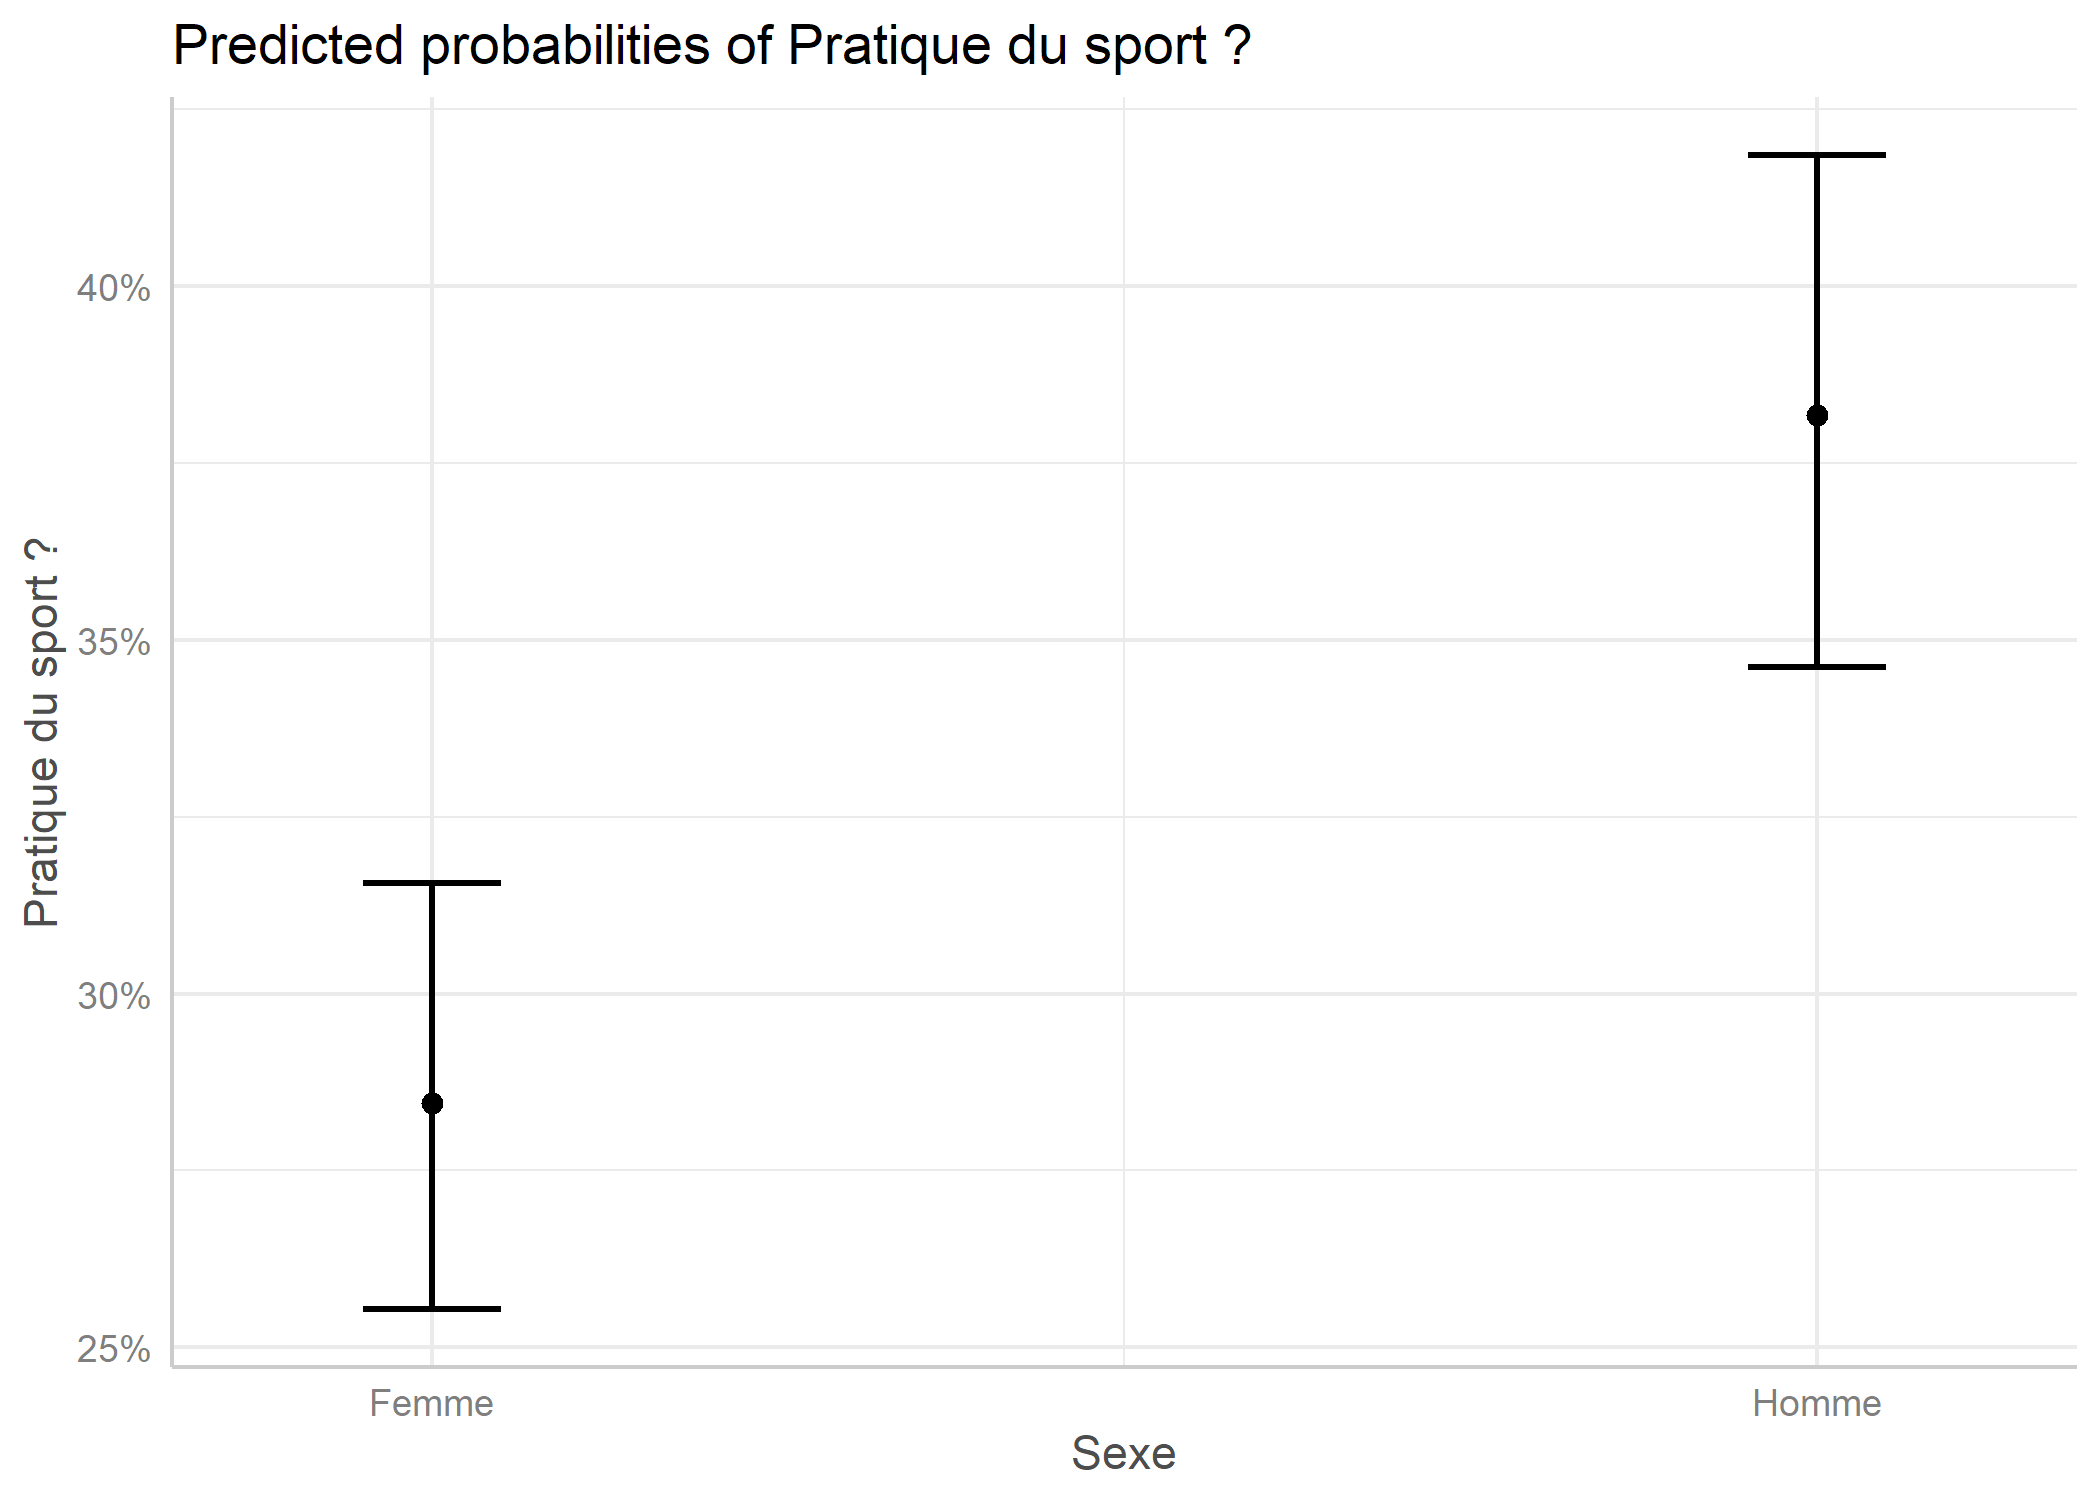 Predicted probabilities of Pratique du sport ?
Pratique du sport ?
40%
35%
30%
25%
Femme
Homme
Sexe